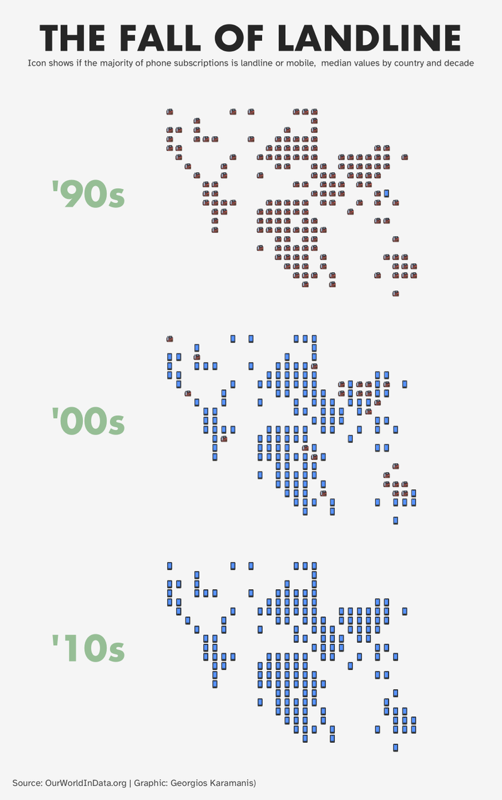 THE FALL OF LANDLINE
Icon shows if the majority of phone subscriptions is landline or mobile,  median values by country and decade
'90s
'00s
'10s
Source: OurWorldInData.org | Graphic: Georgios Karamanis)